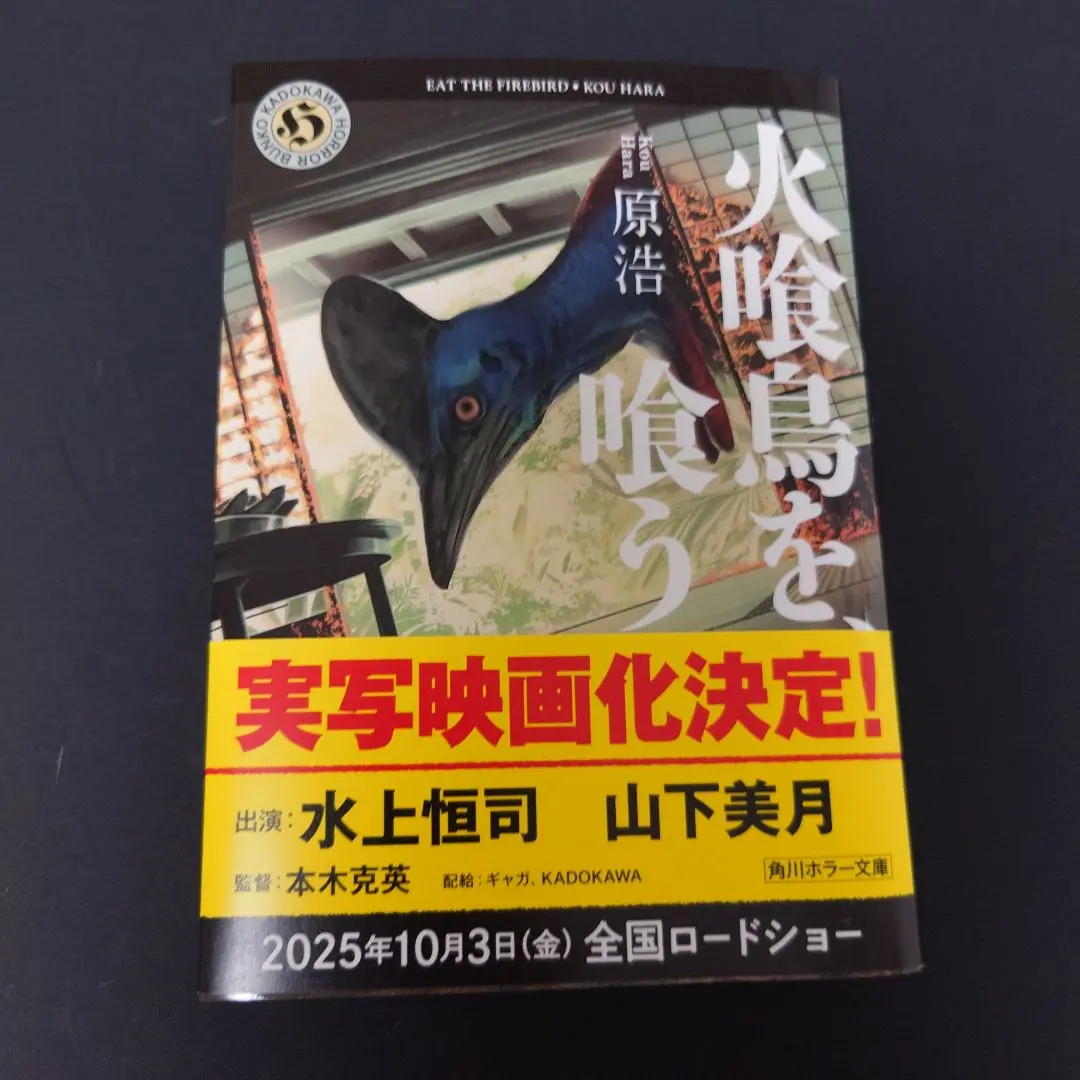 EAT THE FIREBIRD • KOU HARA
KADOKAWA HORROR BUNKO
H
火喰鳥を、
喰う
Kou
Hara
原浩
実写映画化決定!
出演:水上恒司 山下美月
監督:本木克英 配給:ギャガ、KADOKAWA
角川ホラー文庫
2025年10月3日(金) 全国ロードショー